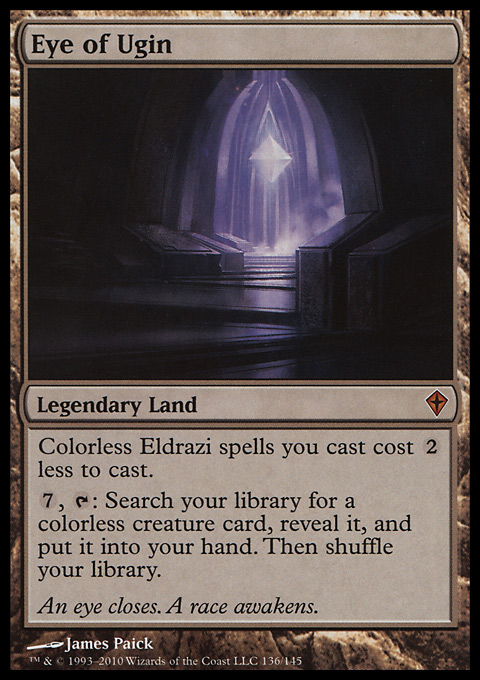 Eye of Ugin
Legendary Land
Colorless Eldrazi spells you cast cost 2
less to cast.
7, : Search your library for a
colorless creature card, reveal it, and
put it into your hand. Then shuffle
your library.
An eye closes. A race awakens.
James Paick
™ & © 1993–2010 Wizards of the Coast LLC 136/145